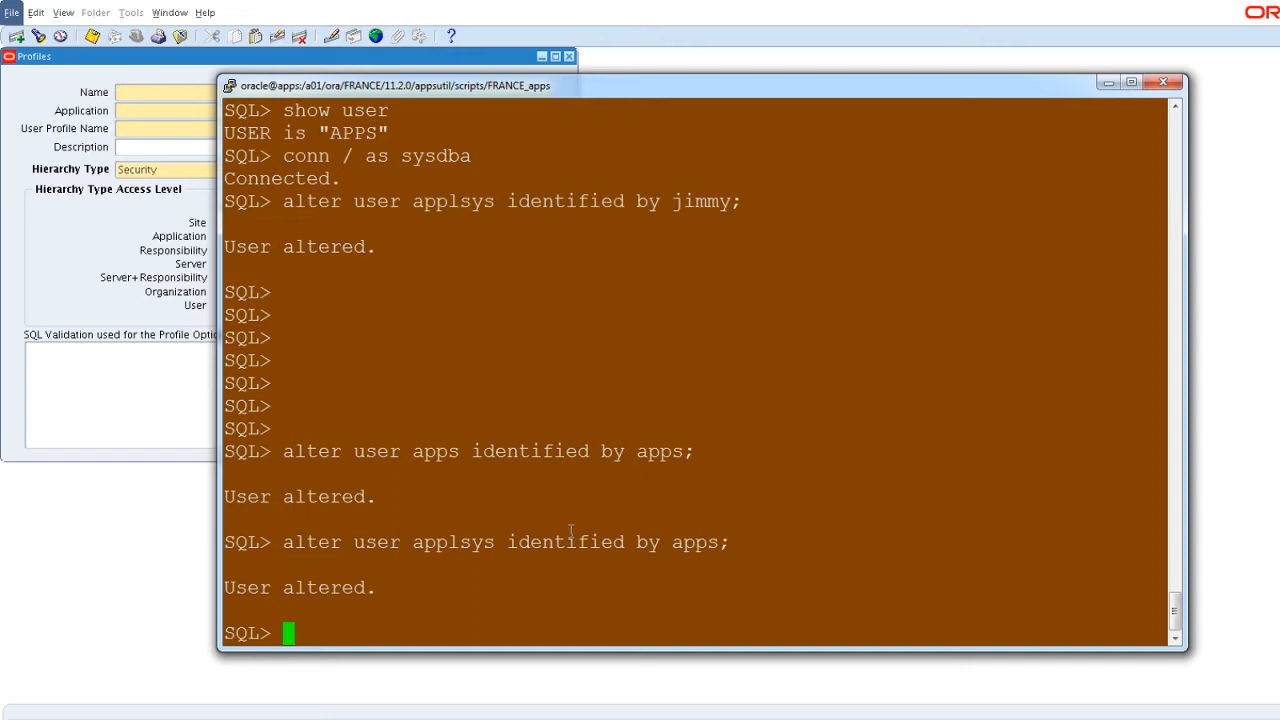 File Edit View Folder Tools Window Help
OR
Profiles
Name
Application
User Profile Name
Description
Hierarchy Type Security
Hierarchy Type Access Level
Site
Application
Responsibility
Server
Server+Responsibility
Organization
User
SQL Validation used for the Profile Optio
oracle@apps:/a01/ora/FRANCE/11.2.0/appsutil/scripts/FRANCE_apps
SQL> show user
USER is "APPS"
SQL> conn / as sysdba
Connected.
SQL> alter user applsys identified by jimmy;
User altered.
SQL>
SQL>
SQL>
SQL>
SQL>
SQL>
SQL>
SQL> alter user apps identified by apps;
User altered.
SQL> alter user applsys identified by apps;
User altered.
SQL>